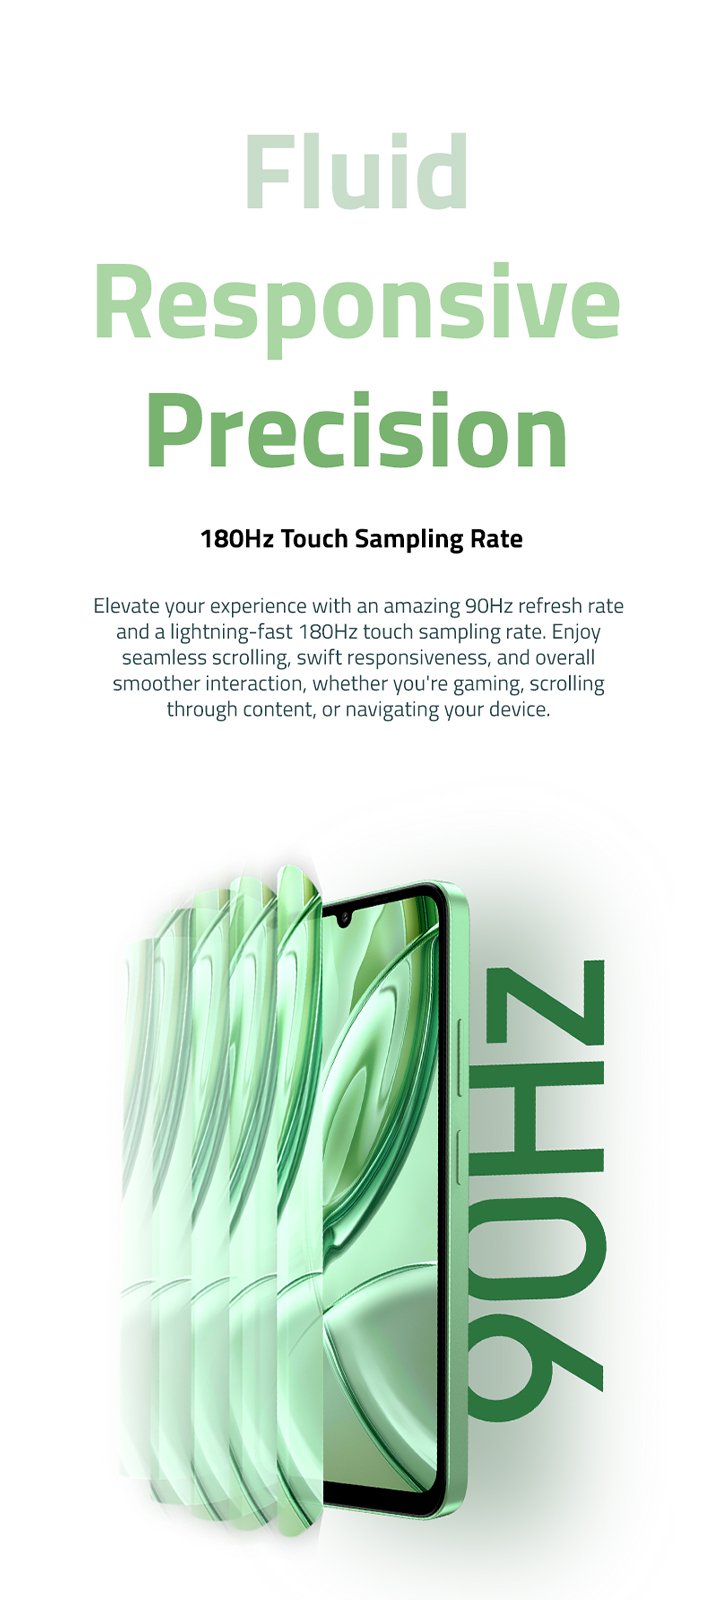 Fluid
Responsive
Precision
180Hz Touch Sampling Rate
Elevate your experience with an amazing 90Hz refresh rate
and a lightning-fast 180Hz touch sampling rate. Enjoy
seamless scrolling, swift responsiveness, and overall
smoother interaction, whether you're gaming, scrolling
through content, or navigating your device.
90Hz